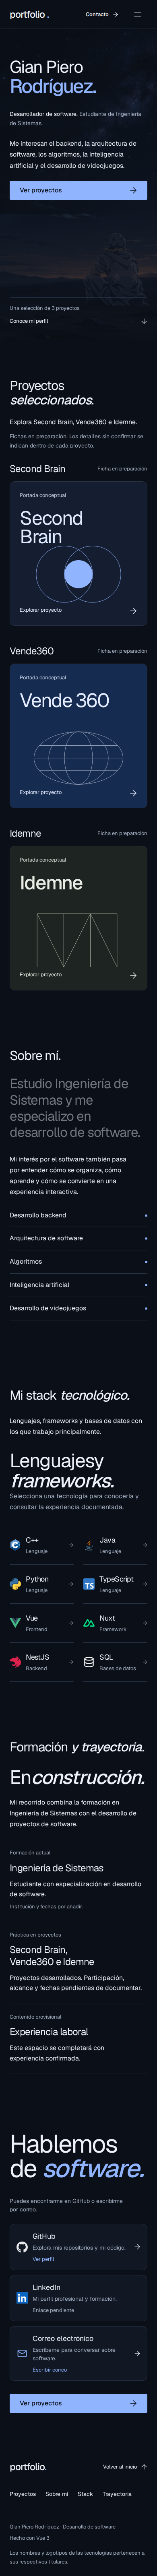 portfolio .
Contacto
Gian Piero
Rodríguez.
Desarrollador de software. Estudiante de Ingeniería
de Sistemas.
Me interesan el backend, la arquitectura de
software, los algoritmos, la inteligencia
artificial y el desarrollo de videojuegos.
Ver proyectos
Una selección de 3 proyectos
Conoce mi perfil
Proyectos
seleccionados.
Explora Second Brain, Vende360 e Idemne.
Fichas en preparación. Los detalles sin confirmar se
indican dentro de cada proyecto.
Second Brain
Ficha en preparación
Portada conceptual
Second
Brain
Explorar proyecto
Vende360
Ficha en preparación
Portada conceptual
Vende 360
Explorar proyecto
Idemne
Ficha en preparación
Portada conceptual
Idemne
Explorar proyecto
Sobre mí.
Estudio Ingeniería de
Sistemas y me
especializo en
desarrollo de software.
Mi interés por el software también pasa
por entender cómo se organiza, cómo
aprende y cómo se convierte en una
experiencia interactiva.
Desarrollo backend
Arquitectura de software
Algoritmos
Inteligencia artificial
Desarrollo de videojuegos
Mi stack tecnológico.
Lenguajes, frameworks y bases de datos con
los que trabajo principalmente.
Lenguajesy
frameworks.
Selecciona una tecnología para conocerla y
consultar la experiencia documentada.
C++
Lenguaje
Java
Lenguaje
Python
Lenguaje
TypeScript
Lenguaje
Vue
Frontend
Nuxt
Framework
NestJS
Backend
SQL
Bases de datos
Formación y trayectoria.
Enconstrucción.
Mi recorrido combina la formación en
Ingeniería de Sistemas con el desarrollo de
proyectos de software.
Formación actual
Ingeniería de Sistemas
Estudiante con especialización en desarrollo
de software.
Institución y fechas por añadir.
Práctica en proyectos
Second Brain,
Vende360 e Idemne
Proyectos desarrollados. Participación,
alcance y fechas pendientes de documentar.
Contenido provisional
Experiencia laboral
Este espacio se completará con
experiencia confirmada.
Hablemos
de software.
Puedes encontrarme en GitHub o escribirme
por correo.
GitHub
Explora mis repositorios y mi código.
Ver perfil
LinkedIn
Mi perfil profesional y formación.
Enlace pendiente
Correo electrónico
Escríbeme para conversar sobre
software.
Escribir correo
Ver proyectos
portfolio.
Volver al inicio
Proyectos
Sobre mí
Stack
Trayectoria
Gian Piero Rodríguez · Desarrollo de software
Hecho con Vue 3
Los nombres y logotipos de las tecnologías pertenecen a
sus respectivos titulares.